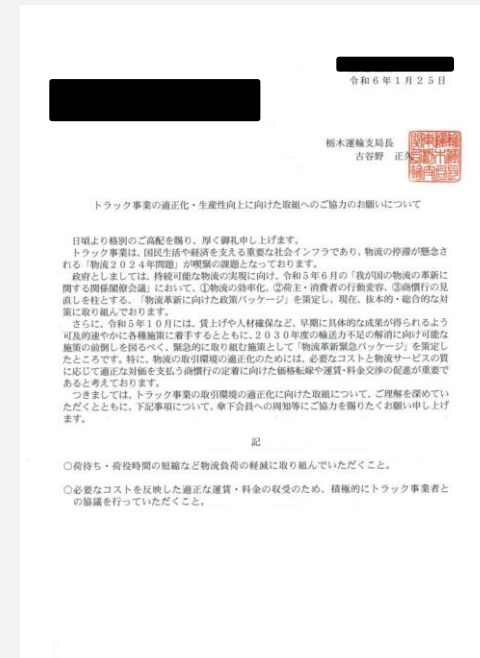 令和6年1月25日
栃木運輸支局長
古谷野 正久
トラック事業の適正化・生産性向上に向けた取組へのご協力のお願いについて
日頃より格別のご高配を賜り、厚く御礼申し上げます。
トラック事業は、国民生活や経済を支える重要な社会インフラであり、物流の停滞が懸念さ
れる「物流2024年問題」が喫緊の課題となっております。
政府としましては、持続可能な物流の実現に向け、令和5年6月の「我が国の物流の革新に
関する関係閣僚会議」において、①物流の効率化、②荷主・消費者の行動変容、③商慣行の見
直しを柱とする、「物流革新に向けた政策パッケージ」を策定し、現在、抜本的・総合的な対
策に取り組んでおります。
さらに、令和5年10月には、賃上げや人材確保など、早期に具体的な成果が得られるよう
可及的速やかに各種施策に着手するとともに、2030年度の輸送力不足の解消に向け可能な
施策の前倒しを図るべく、緊急的に取り組む施策として「物流革新緊急パッケージ」を策定し
たところです。特に、物流の取引環境の適正化のためには、必要なコストと物流サービスの質
に応じて適正な対価を支払う商慣行の定着に向けた価格転嫁や運賃・料金交渉の促進が重要で
あると考えております。
つきましては、トラック事業の取引環境の適正化に向けた取組について、ご理解を深めてい
ただくとともに、下記事項について、傘下会員への周知等にご協力を賜りたくお願い申し上げ
ます。
記
○荷待ち・荷役時間の短縮など物流負荷の軽減に取り組んでいただくこと。
○必要なコストを反映した適正な運賃・料金の収受のため、積極的にトラック事業者と
の協議を行っていただくこと。